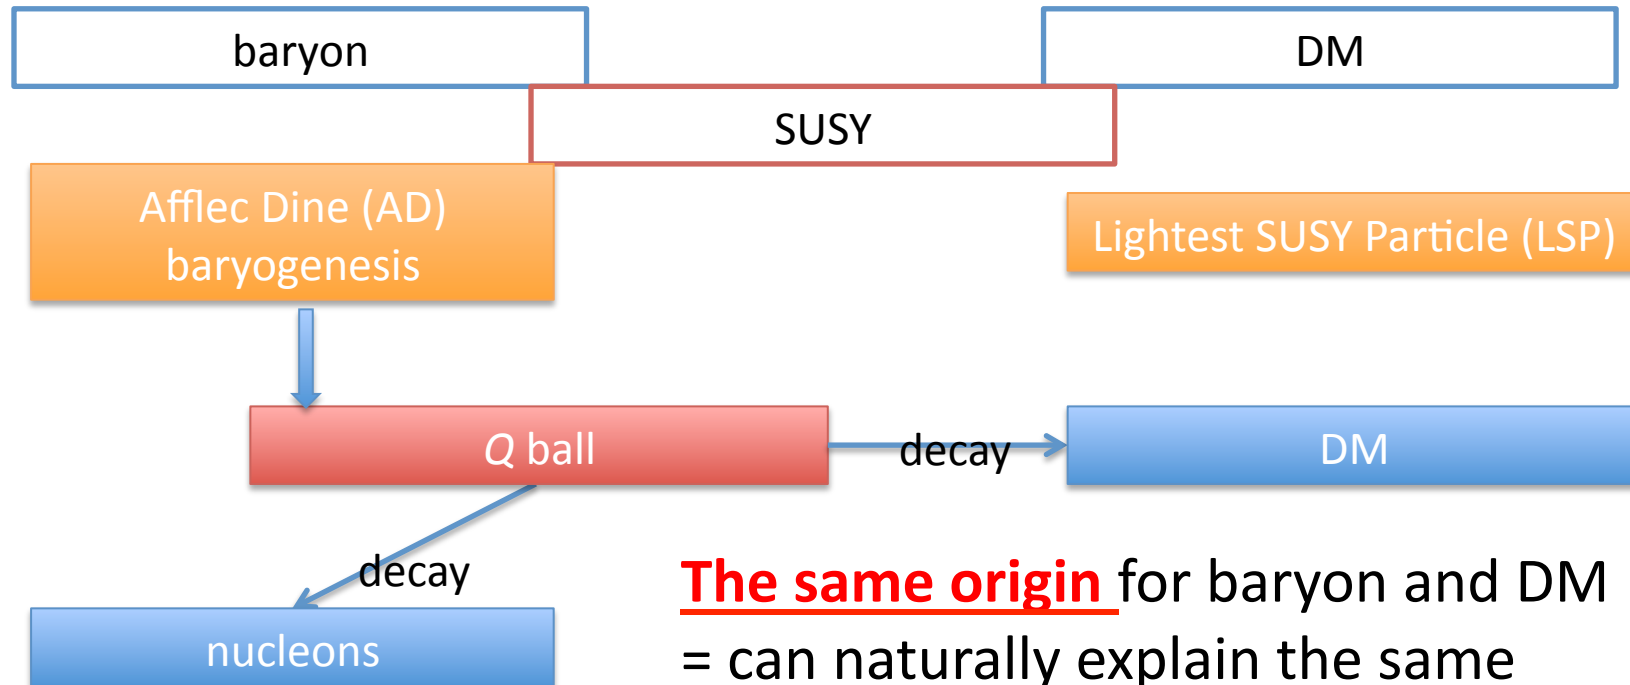 baryon
DM
SUSY
Afflec Dine (AD)
baryogenesis
Lightest SUSY Particle (LSP)
Q ball
decay
DM
decay
nucleons
The same origin for baryon and DM
= can naturally explain the same